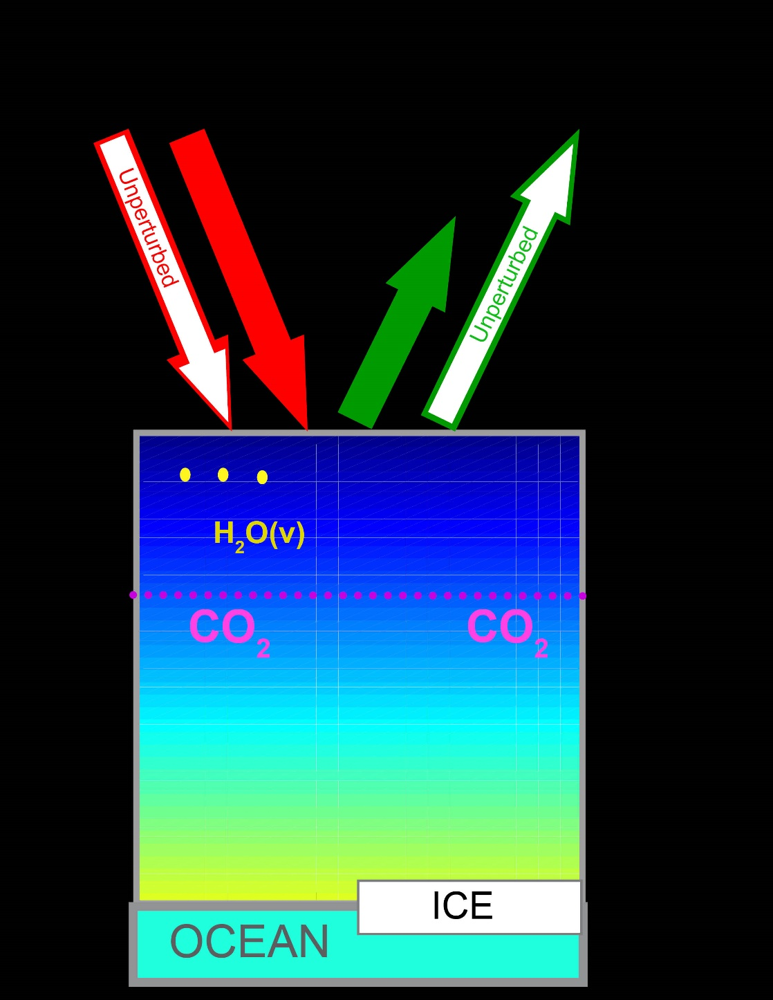 Unperturbed
Unperturbed
H₂O(v)
CO₂ CO₂
ICE
OCEAN